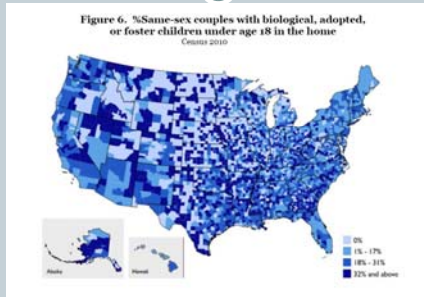 Figure 6. %Same-sex couples with biological, adopted,
or foster children under age 18 in the home
Census 2010
0%
1% - 17%
18% - 31%
32% and above
Alaska
Hawaii